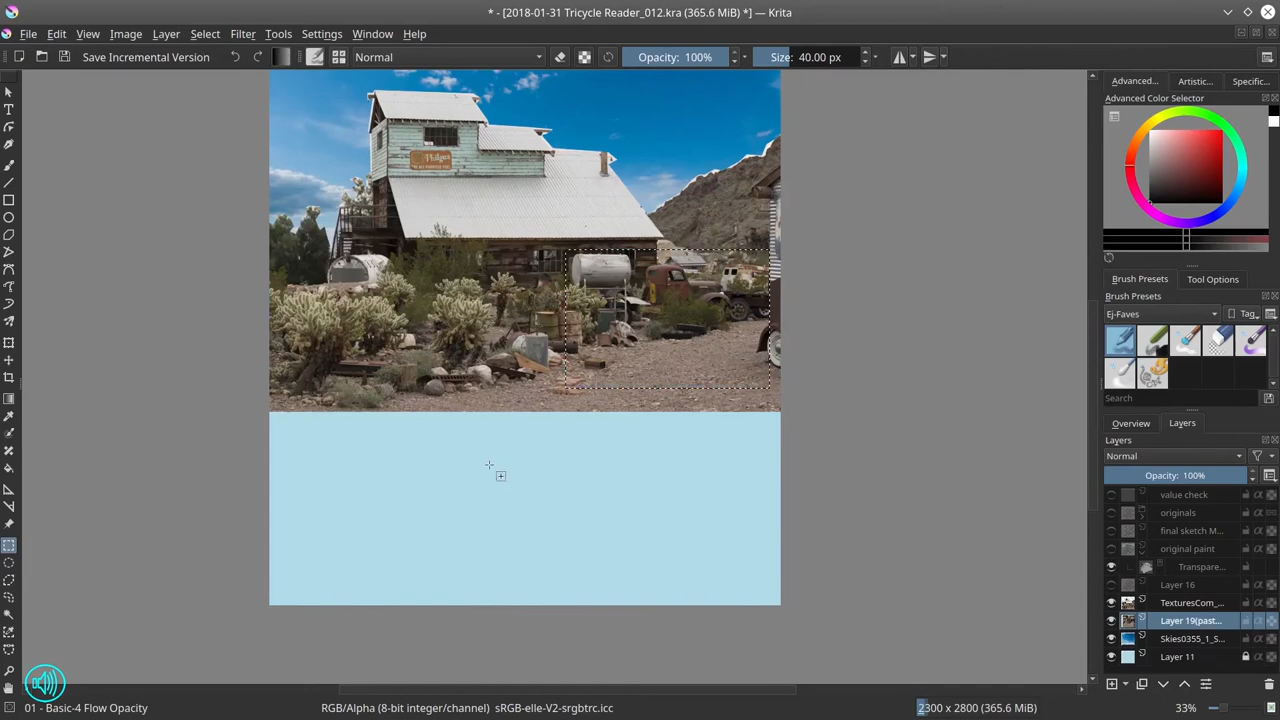 * - [2018-01-31 Tricycle Reader_012.kra (365.6 MiB) *] — Krita
File Edit View Image Layer Select Filter Tools Settings Window Help
Save Incremental Version Normal Opacity: 100% Size: 40.00 px
Advanced... Artistic... Specific...
Advanced Color Selector
Philgas
Brush Presets Tool Options
Brush Presets
Ej-Faves Tag
Search
Overview Layers
Layers
Normal
Opacity: 100%
value check
originals
final sketch M...
original paint
Transpare...
Layer 16
TexturesCom_...
Layer 19(past...
Skies0355_1_S...
Layer 11
01 - Basic-4 Flow Opacity RGB/Alpha (8-bit integer/channel) sRGB-elle-V2-srgbtrc.icc 2300 x 2800 (365.6 MiB) 33%